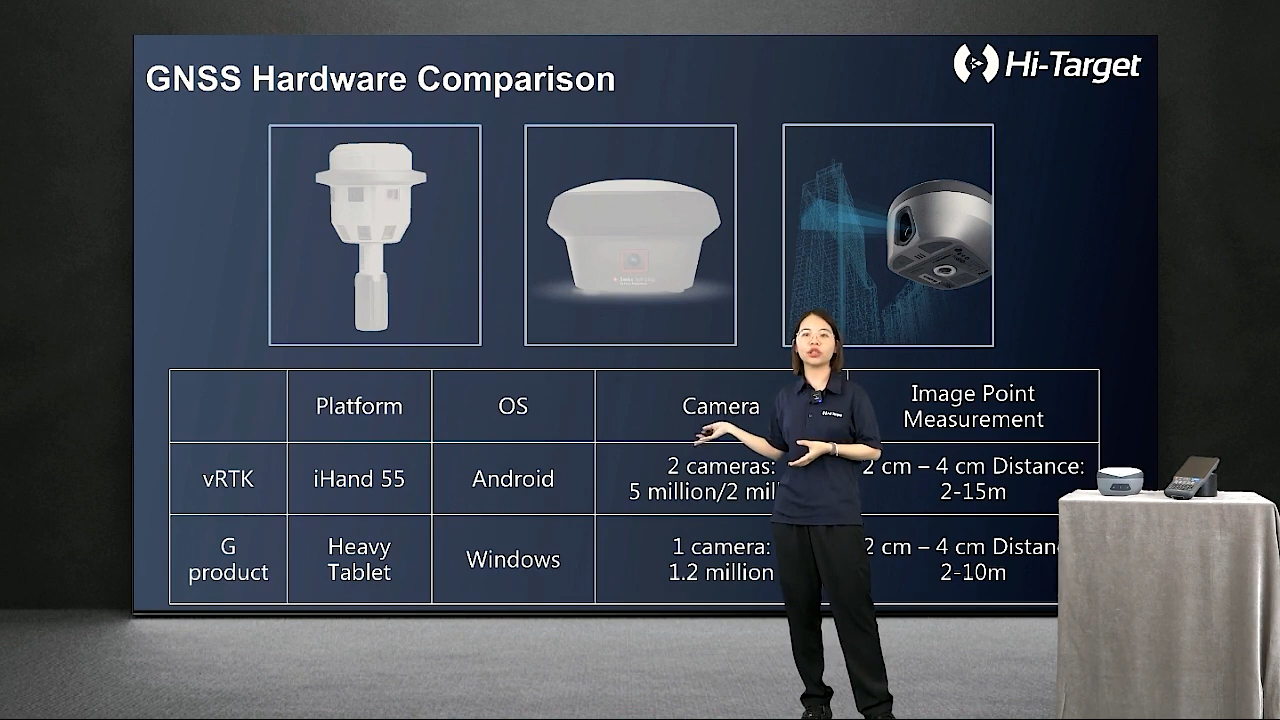 GNSS Hardware Comparison
Hi-Target
Platform
OS
Camera
Image Point
Measurement
vRTK
iHand 55
Android
2 cameras:
5 million/2 mil
2 cm – 4 cm Distance:
2-15m
G
product
Heavy
Tablet
Windows
1 camera:
1.2 million
2 cm – 4 cm Distan
2-10m